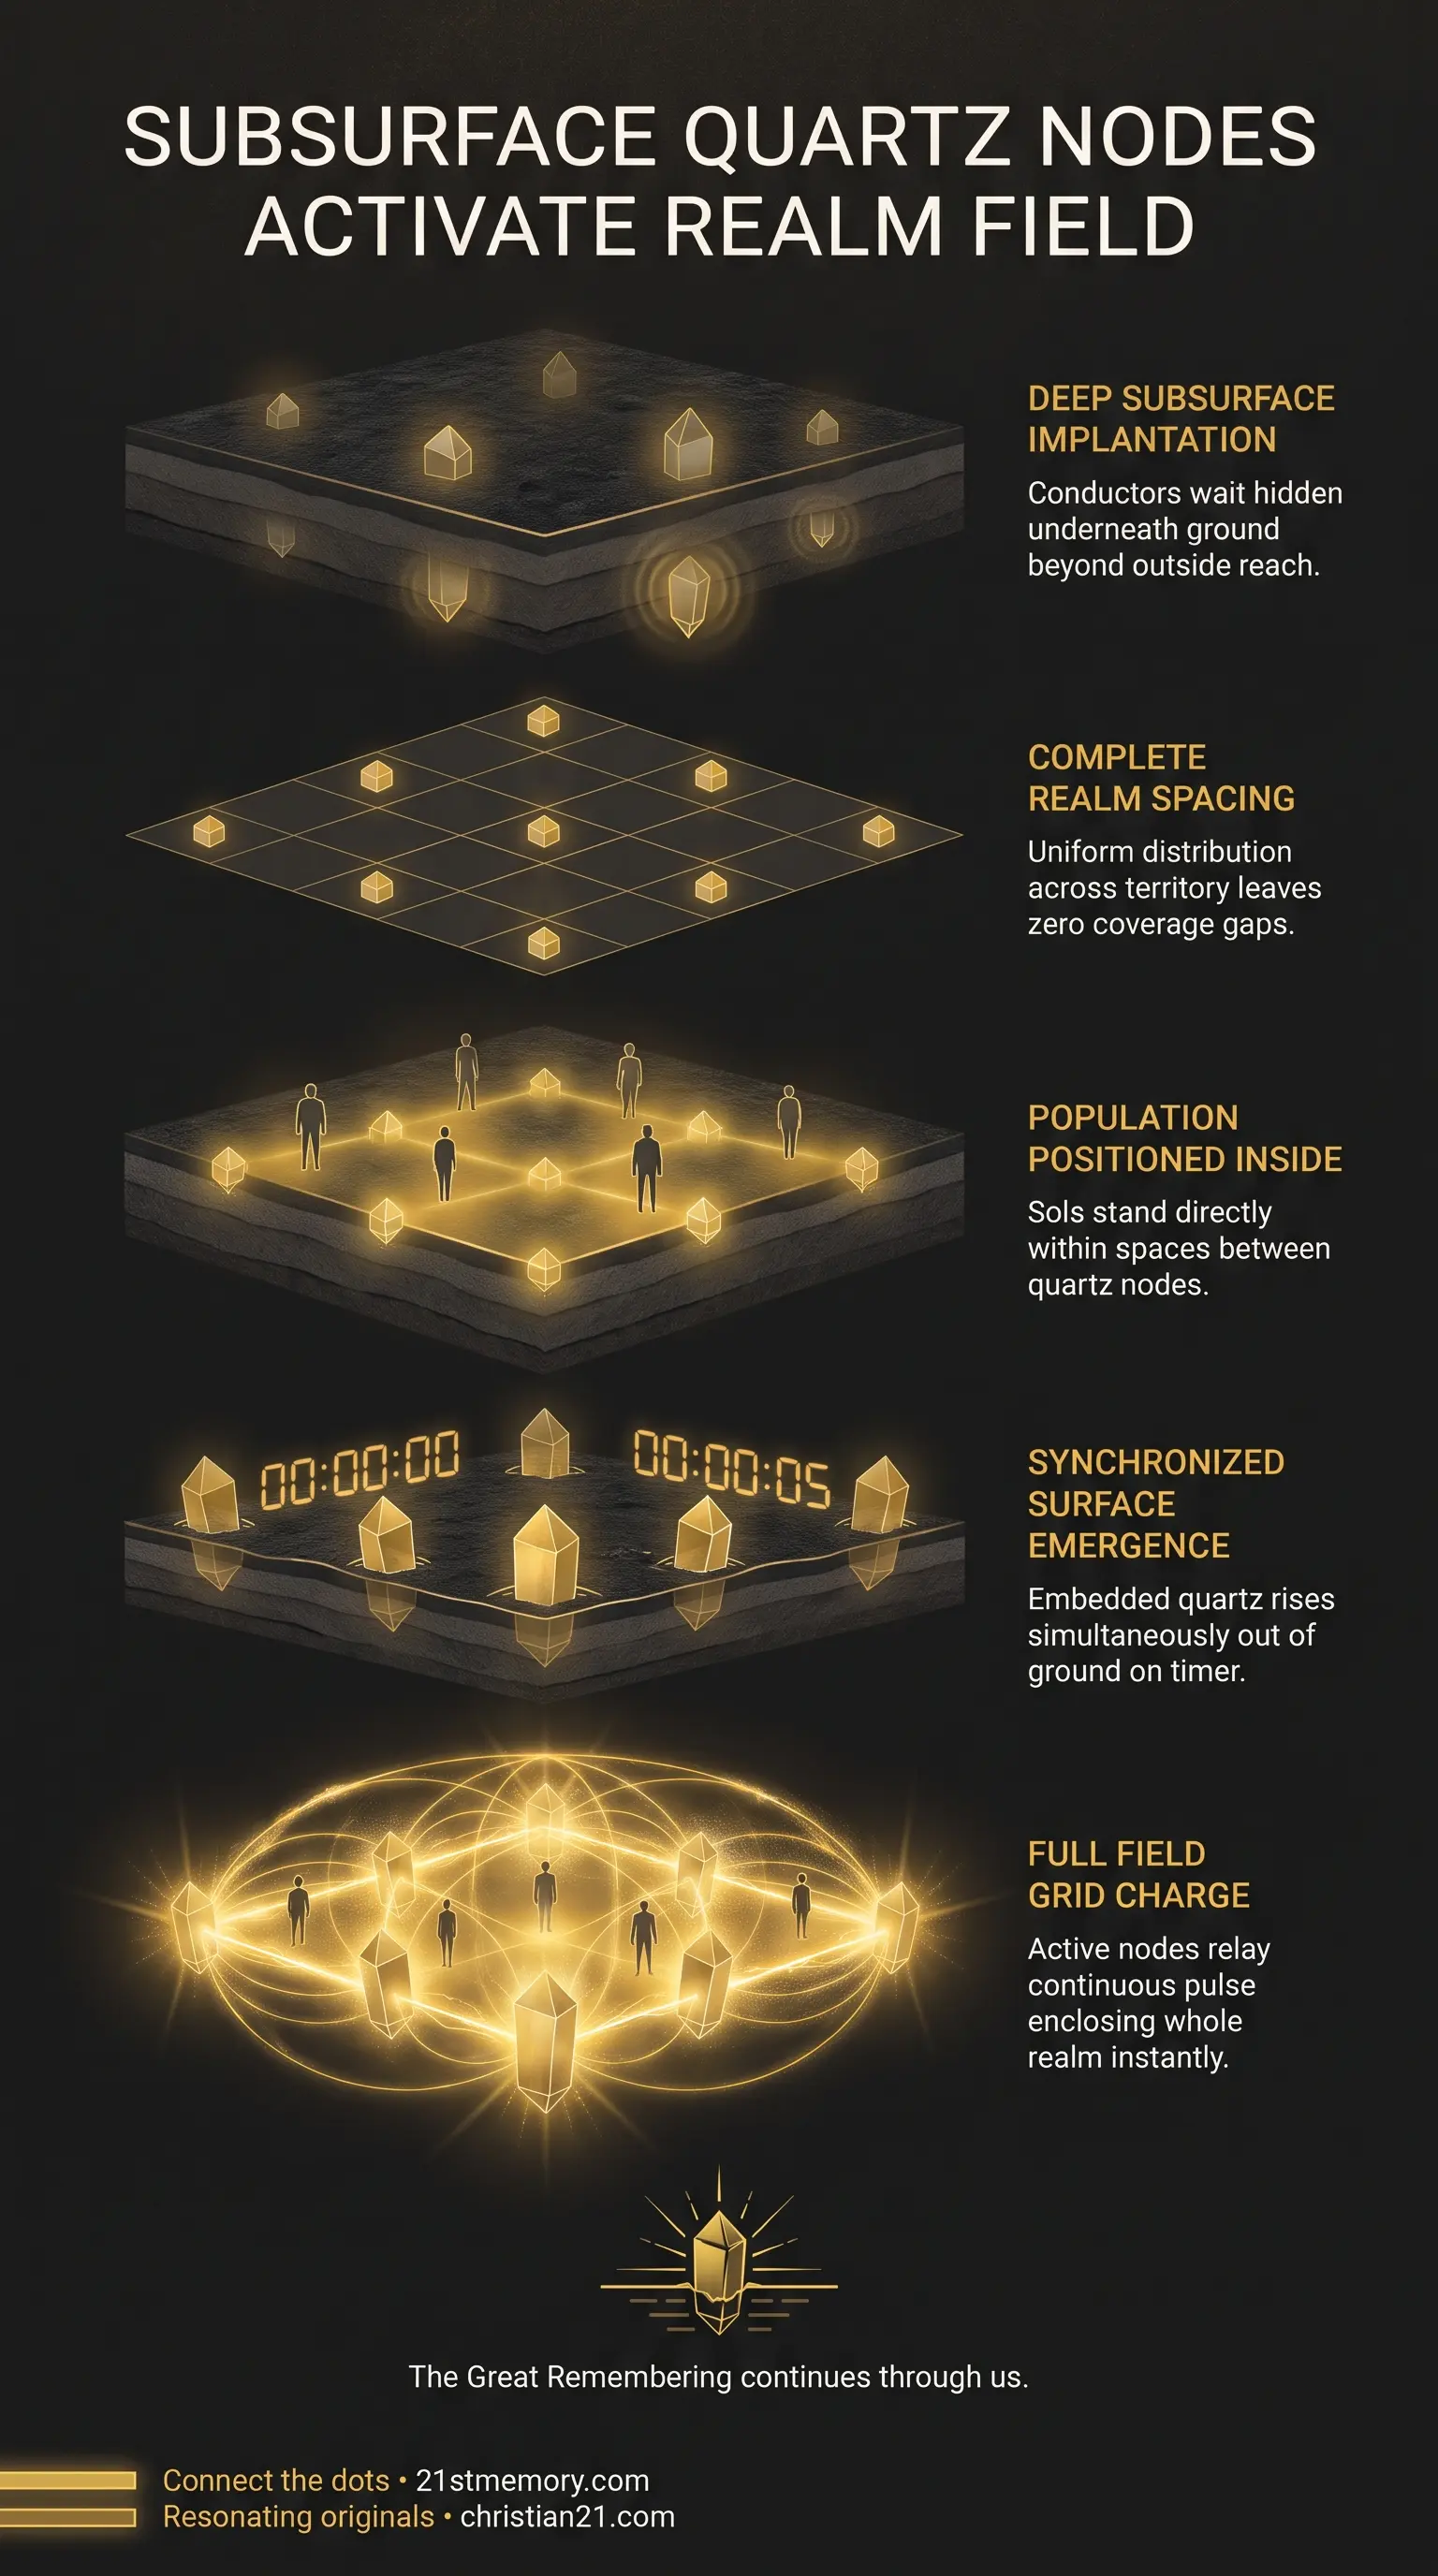 SUBSURFACE QUARTZ NODES
ACTIVATE REALM FIELD
DEEP SUBSURFACE
IMPLANTATION
Conductors wait hidden
underneath ground
beyond outside reach.
COMPLETE
REALM SPACING
Uniform distribution
across territory leaves
zero coverage gaps.
POPULATION
POSITIONED INSIDE
Sols stand directly
within spaces between
quartz nodes.
00:00:00
00:00:05
SYNCHRONIZED
SURFACE
EMERGENCE
Embedded quartz rises
simultaneously out of
ground on timer.
FULL FIELD
GRID CHARGE
Active nodes relay
continuous pulse
enclosing whole
realm instantly.
The Great Remembering continues through us.
Connect the dots • 21stmemory.com
Resonating originals • christian21.com